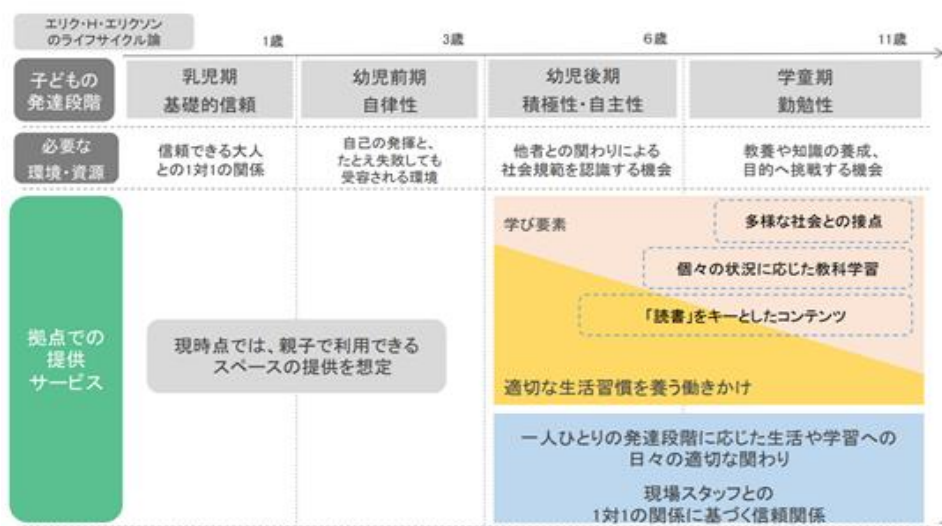 エリク・H・エリクソン
のライフサイクル論
1歳
3歳
6歳
11歳
子どもの
発達段階
乳児期
基礎的信頼
幼児前期
自律性
幼児後期
積極性・自主性
学童期
勤勉性
必要な
環境・資源
信頼できる大人
との1対1の関係
自己の発揮と、
たとえ失敗しても
受容される環境
他者との関わりによる
社会規範を認識する機会
教養や知識の養成、
目的へ挑戦する機会
拠点での
提供
サービス
現時点では、親子で利用できる
スペースの提供を想定
学び要素
多様な社会との接点
個々の状況に応じた教科学習
「読書」をキーとしたコンテンツ
適切な生活習慣を養う働きかけ
一人ひとりの発達段階に応じた生活や学習への
日々の適切な関わり
現場スタッフとの
1対1の関係に基づく信頼関係